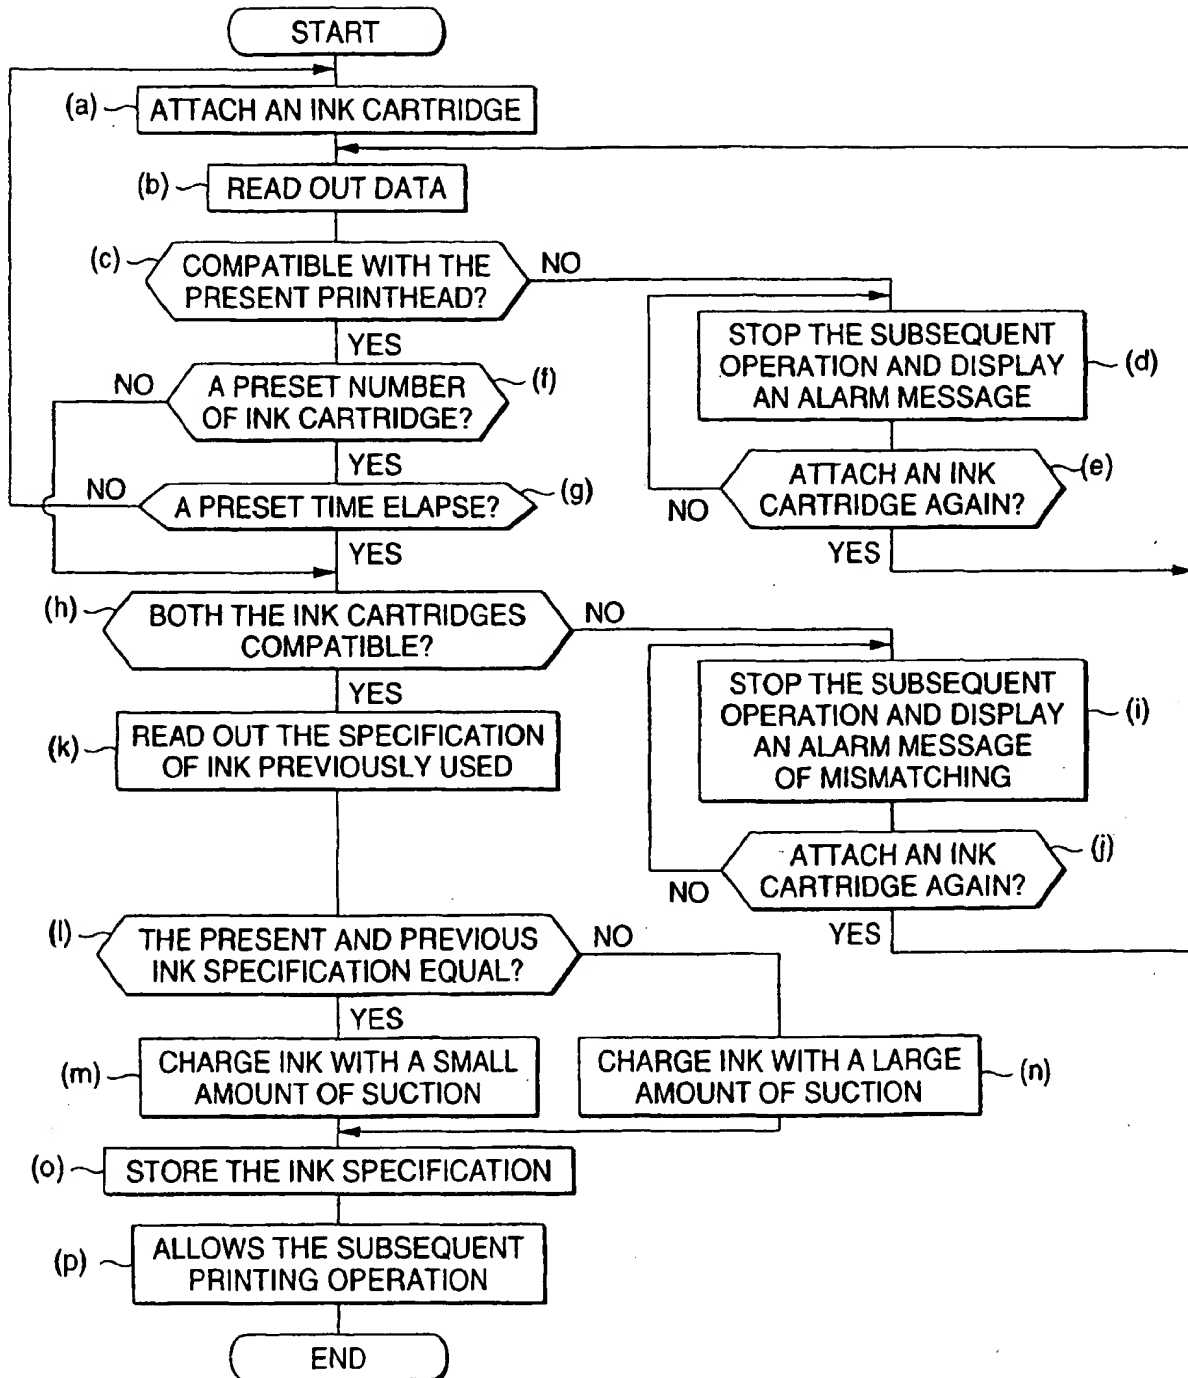 START
(a)
ATTACH AN INK CARTRIDGE
(b)
READ OUT DATA
(c)
COMPATIBLE WITH THE
PRESENT PRINTHEAD?
NO
YES
STOP THE SUBSEQUENT
OPERATION AND DISPLAY
AN ALARM MESSAGE
(d)
NO
A PRESET NUMBER
OF INK CARTRIDGE?
(f)
YES
ATTACH AN INK
CARTRIDGE AGAIN?
(e)
NO
YES
NO
A PRESET TIME ELAPSE?
(g)
YES
(h)
BOTH THE INK CARTRIDGES
COMPATIBLE?
NO
YES
STOP THE SUBSEQUENT
OPERATION AND DISPLAY
AN ALARM MESSAGE
OF MISMATCHING
(i)
(k)
READ OUT THE SPECIFICATION
OF INK PREVIOUSLY USED
ATTACH AN INK
CARTRIDGE AGAIN?
(j)
NO
YES
(l)
THE PRESENT AND PREVIOUS
INK SPECIFICATION EQUAL?
NO
YES
(m)
CHARGE INK WITH A SMALL
AMOUNT OF SUCTION
CHARGE INK WITH A LARGE
AMOUNT OF SUCTION
(n)
(o)
STORE THE INK SPECIFICATION
(p)
ALLOWS THE SUBSEQUENT
PRINTING OPERATION
END